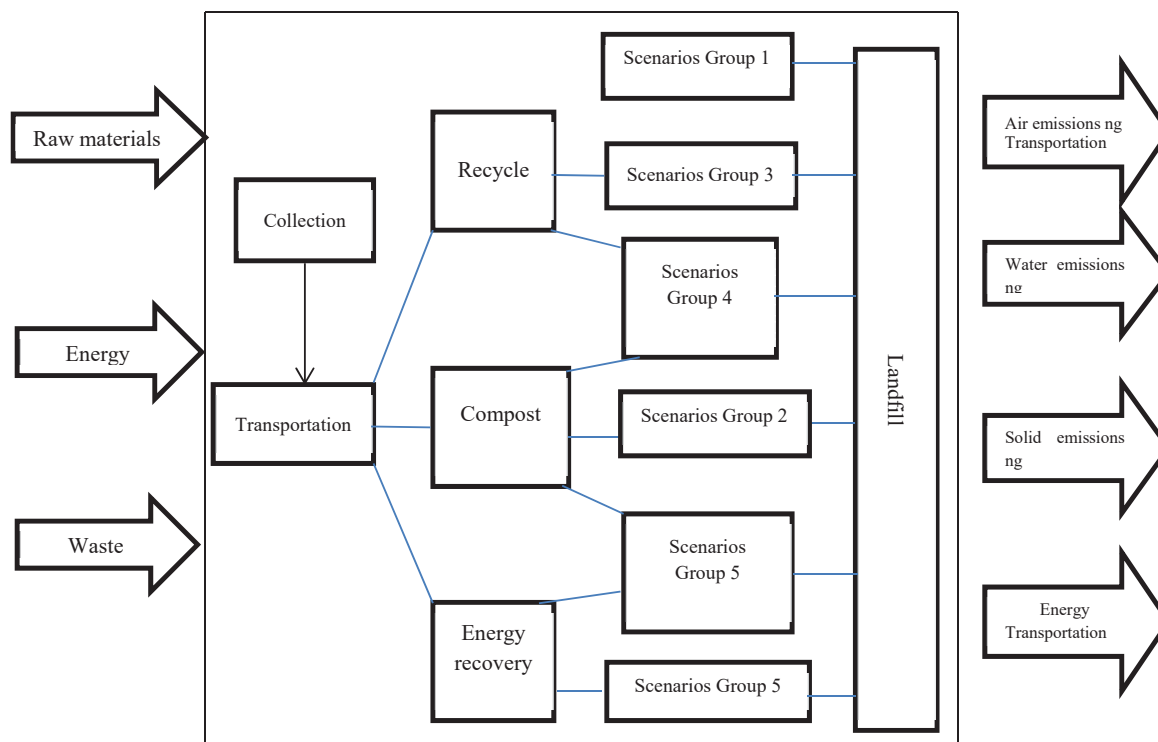 Raw materials
Energy
Waste
Collection
Transportation
Recycle
Compost
Energy
recovery
Scenarios Group 1
Scenarios Group 3
Scenarios
Group 4
Scenarios Group 2
Scenarios
Group 5
Scenarios Group 5
Landfill
Air emissions ng
Transportation
Water emissions
ng
Solid emissions
ng
Energy
Transportation